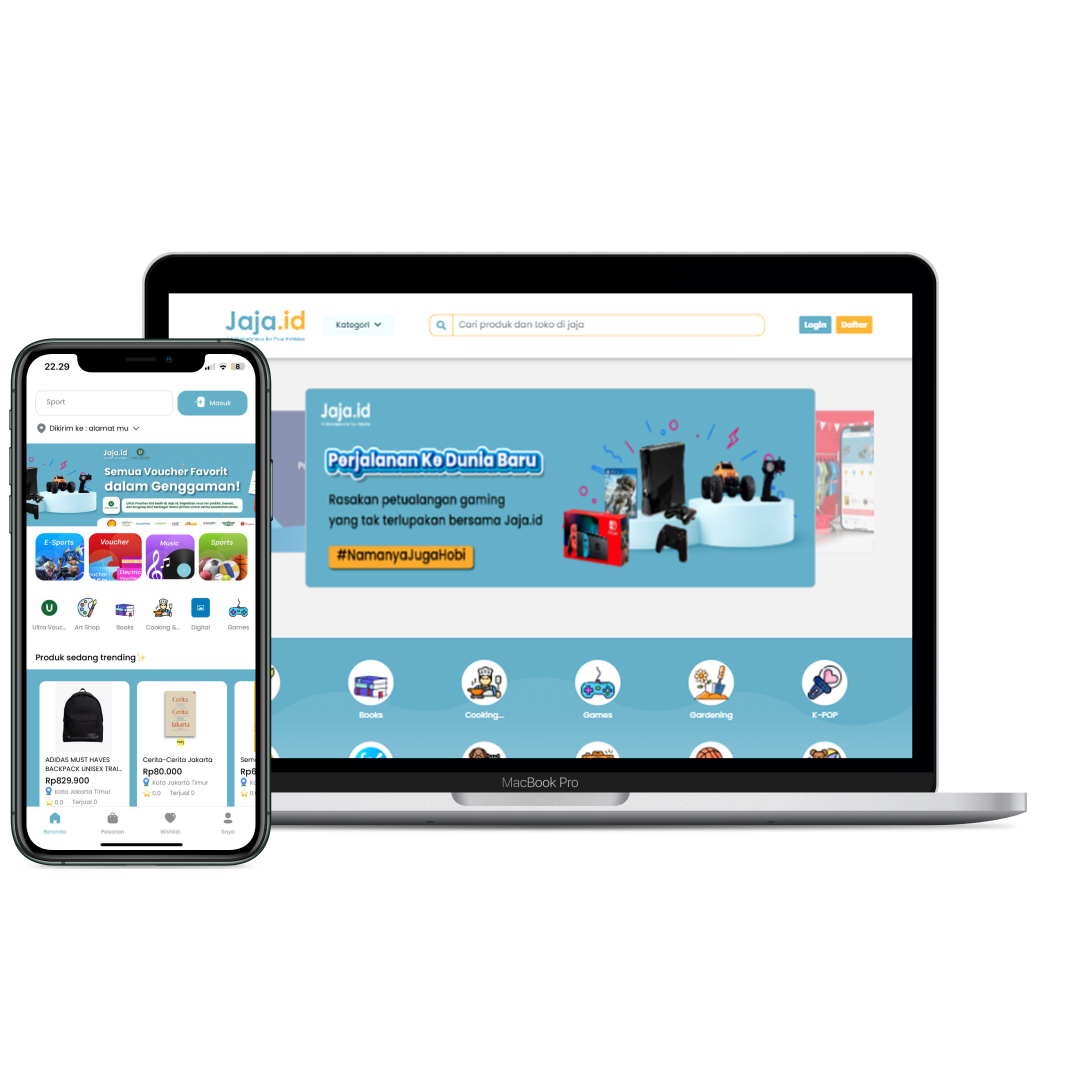 Jaja.id
Kategori
Cari produk dan toko di jaja
Login
Daftar
Jaja.id
Perjalanan Ke Dunia Baru
Rasakan petualangan gaming
yang tak terlupakan bersama Jaja.id
#NamanyaJugaHobi
Books
Cooking...
Games
Gardening
K-POP
MacBook Pro
22.29
8
Sport
Masuk
Dikirim ke : alamat mu
Jaja.id
Semua Voucher Favorit
dalam Genggaman!
E-Sports
Voucher
Music
Sports
Ultra Vouc...
Art Shop
Books
Cooking &...
Digital
Games
Produk sedang trending✨
ADIDAS MUST HAVES
BACKPACK UNISEX TRAI...
Rp829.900
Kota Jakarta Timur
0.0 Terjual 0
Cerita
Cerita
Jakarta
Cerita-Cerita Jakarta
Rp80.000
Kota Jakarta Timur
0.0 Terjual 0
Beranda
Pesanan
Wishlist
Saya